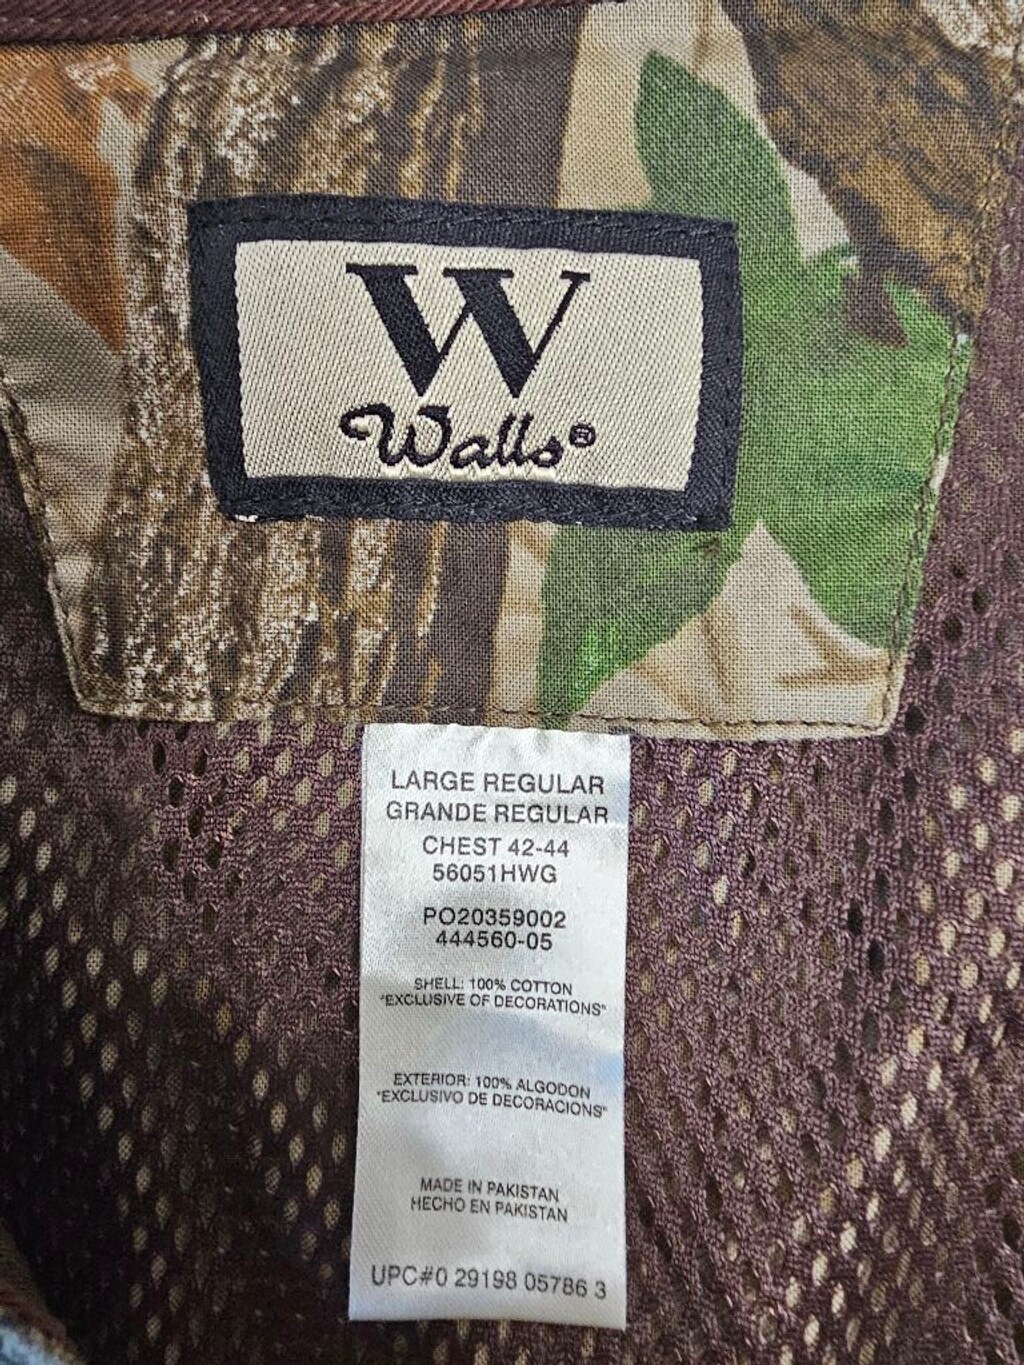 W
Walls®
LARGE REGULAR
GRANDE REGULAR
CHEST 42-44
56051HWG
PO20359002
444560-05
SHELL: 100% COTTON
"EXCLUSIVE OF DECORATIONS"
EXTERIOR: 100% ALGODON
"EXCLUSIVO DE DECORACIONS"
MADE IN PAKISTAN
HECHO EN PAKISTAN
UPC#0 29198 05786 3